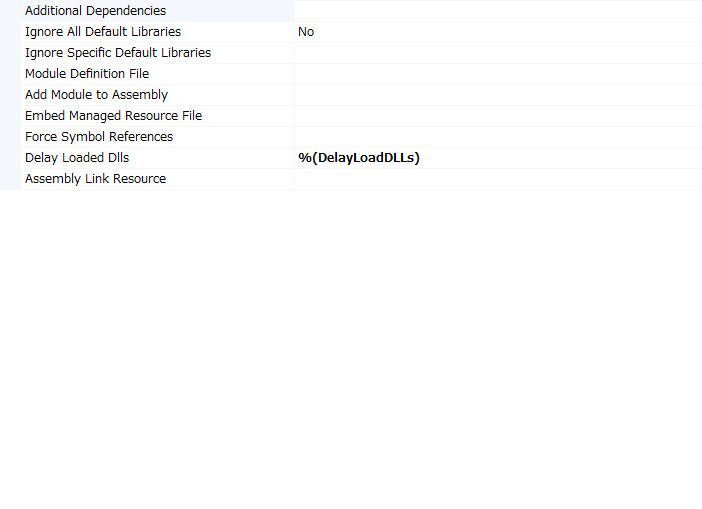 Additional Dependencies
Ignore All Default Libraries No
Ignore Specific Default Libraries
Module Definition File
Add Module to Assembly
Embed Managed Resource File
Force Symbol References
Delay Loaded Dlls %(DelayLoadDLLs)
Assembly Link Resource